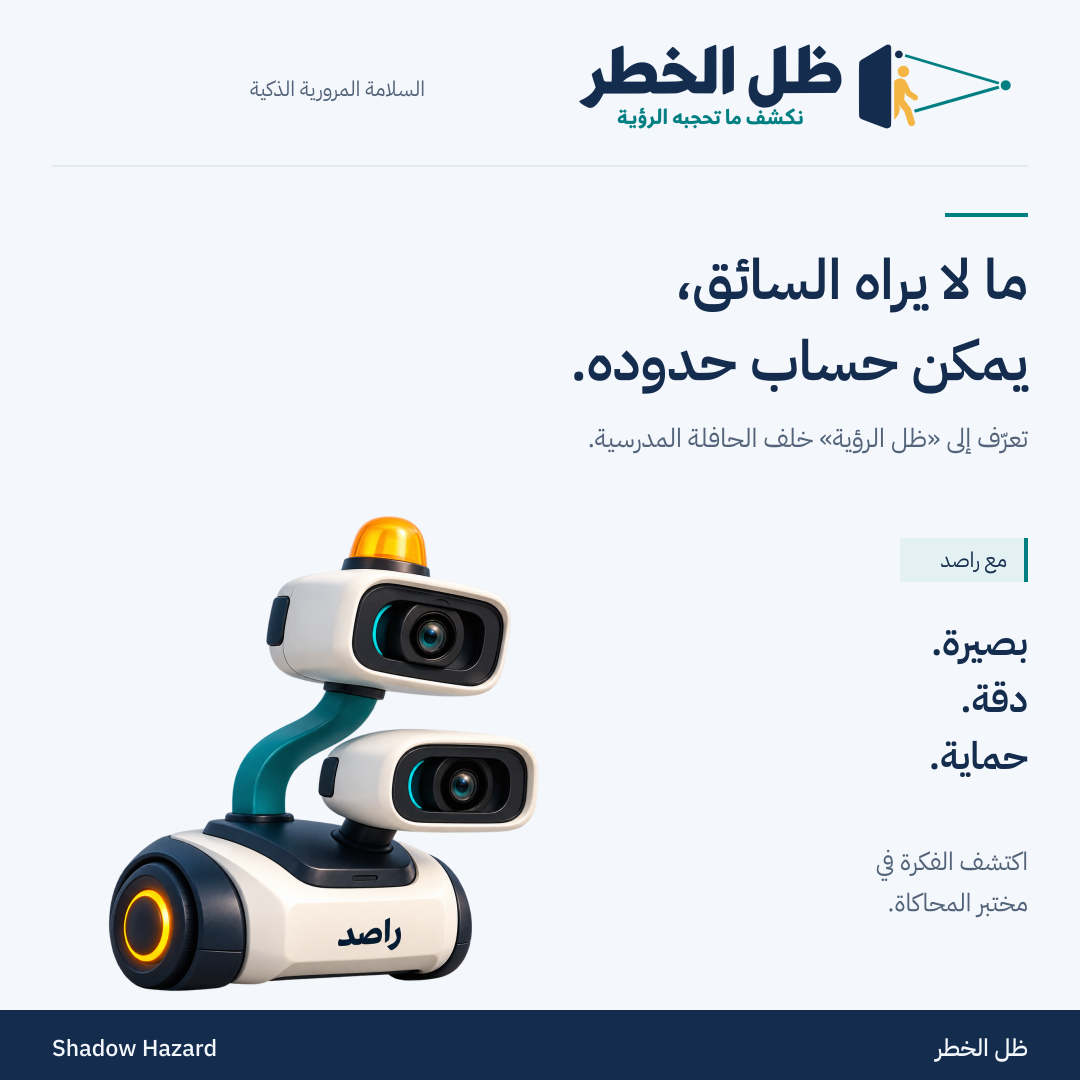 ظل الخطر
نكشف ما تحجبه الرؤية
السلامة المرورية الذكية
ما لا يراه السائق،
يمكن حساب حدوده.
تعرّف إلى «ظل الرؤية» خلف الحافلة المدرسية.
مع راصد
بصيرة.
دقة.
حماية.
اكتشف الفكرة في
مختبر المحاكاة.
راصد
ظل الخطر
Shadow Hazard